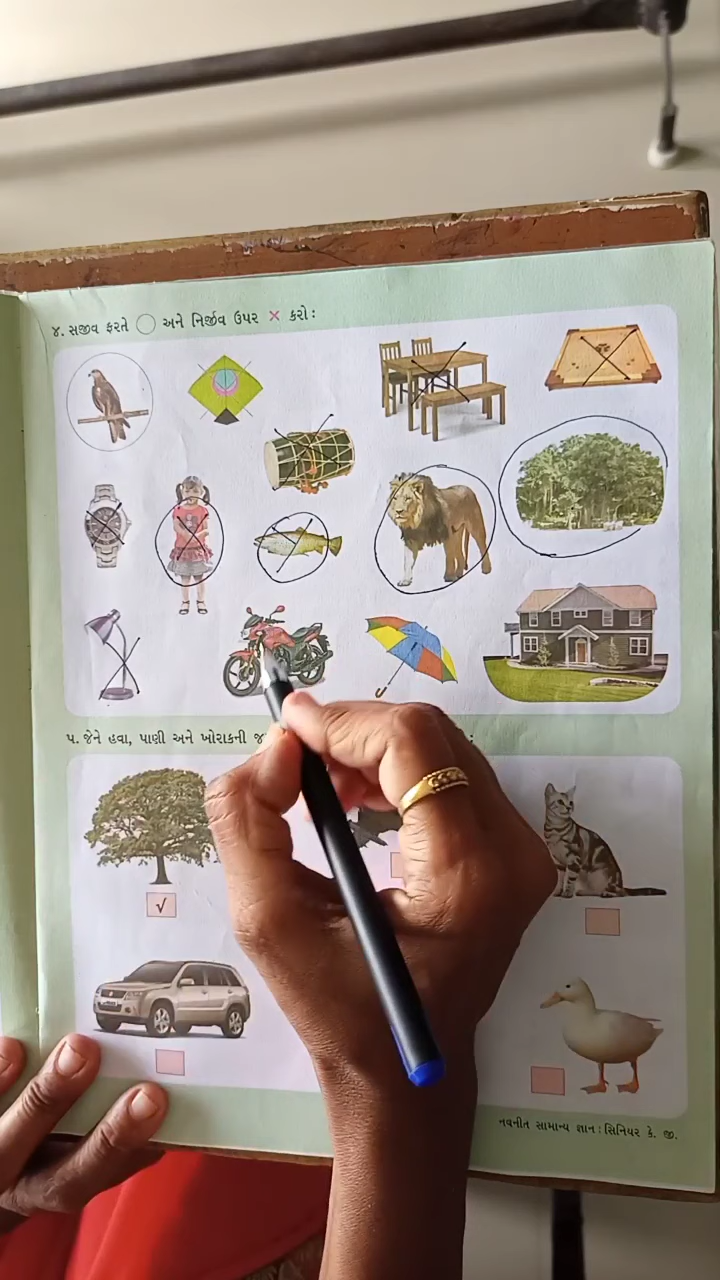 ૪. સજીવ ફરતે ○ અને નિર્જીવ ઉપર × કરો:
૫. જેને હવા, પાણી અને ખોરાકની
✓
નવનીત સામાન્ય જ્ઞાન: સિનિયર કે. જી.